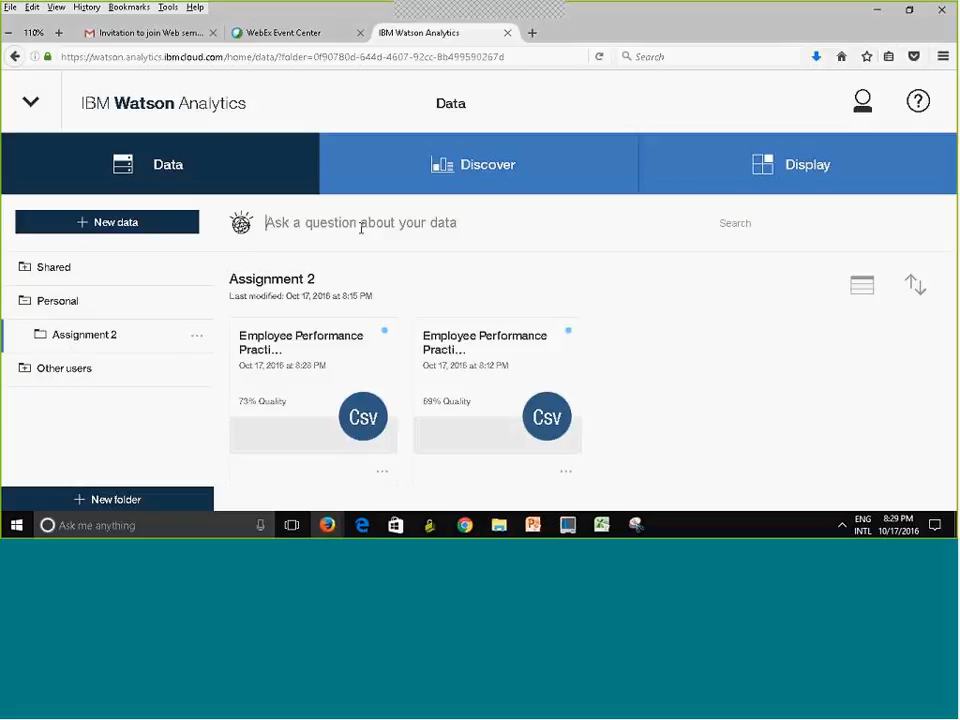 File Edit View History Bookmarks Tools Help
110% Invitation to join Web sem... WebEx Event Center IBM Watson Analytics
https://watson.analytics.ibmcloud.com/home/data/?folder=0f90780d-644d-4607-92cc-8b499590267d Search
IBM Watson Analytics Data
Data Discover Display
New data
Ask a question about your data Search
Shared
Personal
Assignment 2
Other users
New folder
Assignment 2
Last modified: Oct 17, 2016 at 8:15 PM
Employee Performance
Practi...
Oct 17, 2016 at 8:28 PM
73% Quality
Csv
Employee Performance
Practi...
Oct 17, 2016 at 8:12 PM
69% Quality
Csv
Ask me anything
ENG 8:29 PM
INTL 10/17/2016